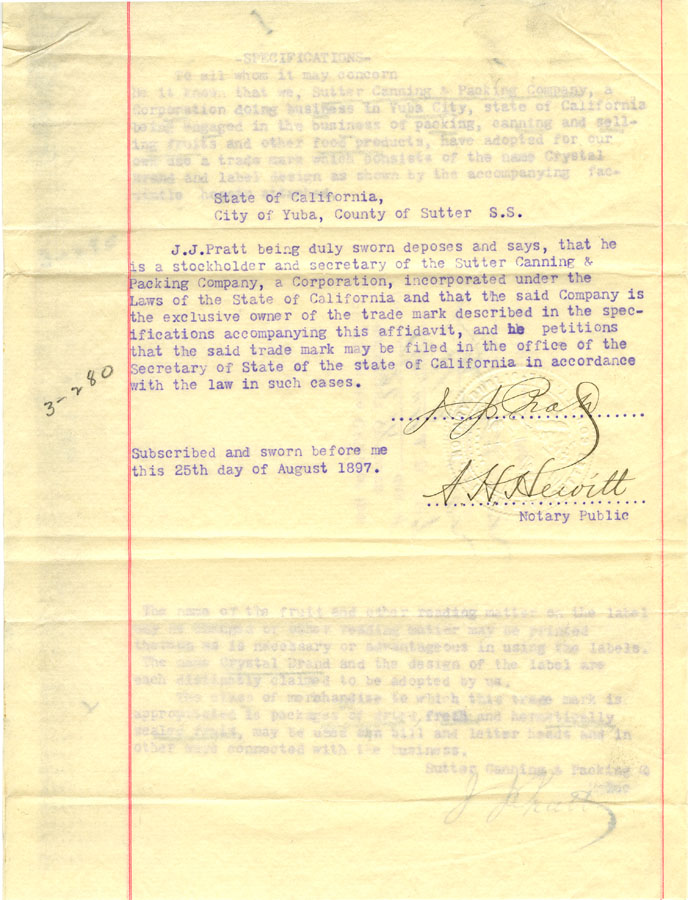 -SPECIFICATIONS-
To all whom it may concern
Be it known that we, Sutter Canning & Packing Company, a
Corporation doing business in Yuba City, state of California
being engaged in the business of packing, canning and sell-
ing fruits and other food products, have adopted for our
own use a trade mark which consists of the name Crystal
Brand and label design as shown by the accompanying fac-
State of California,
City of Yuba, County of Sutter S.S.
J.J.Pratt being duly sworn deposes and says, that he
is a stockholder and secretary of the Sutter Canning &
Packing Company, a Corporation, incorporated under the
Laws of the State of California and that the said Company is
the exclusive owner of the trade mark described in the spec-
ifications accompanying this affidavit, and he petitions
that the said trade mark may be filed in the office of the
Secretary of State of the state of California in accordance
with the law in such cases.
3-280
J J Pratt
Subscribed and sworn before me
this 25th day of August 1897.
A H Hewitt
Notary Public
The name of the fruit and other reading matter on the label
may be changed or other reading matter may be printed
thereon as is necessary or advantageous in using the labels.
The name Crystal Brand and the design of the label are
each distinctly claimed to be adopted by us.
The class of merchandise to which this trade mark is
appropriated is packages of dried, fresh and hermetically
sealed fruits, may be used on bill and letter heads and in
other ways connected with the business.
Sutter Canning & Packing Co
J J Pratt